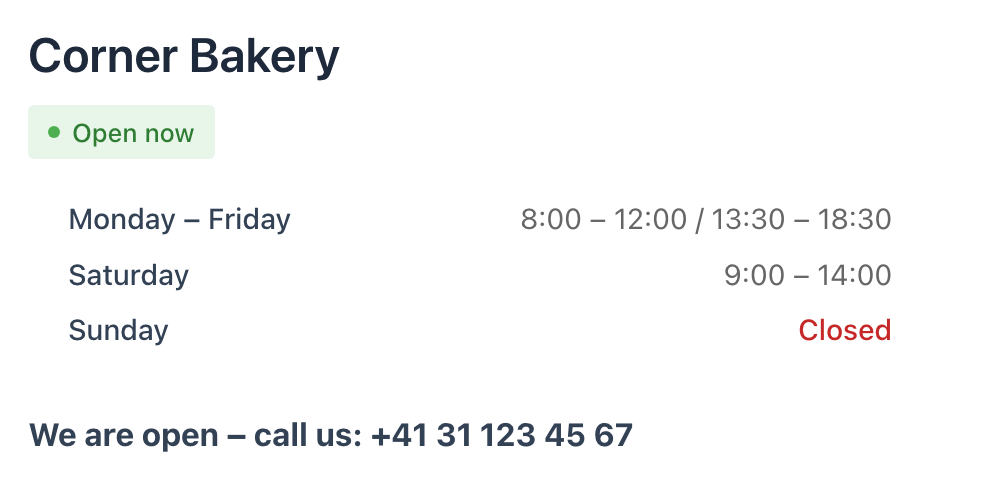 Corner Bakery
Open now
Monday – Friday 8:00 – 12:00 / 13:30 – 18:30
Saturday 9:00 – 14:00
Sunday Closed
We are open – call us: +41 31 123 45 67